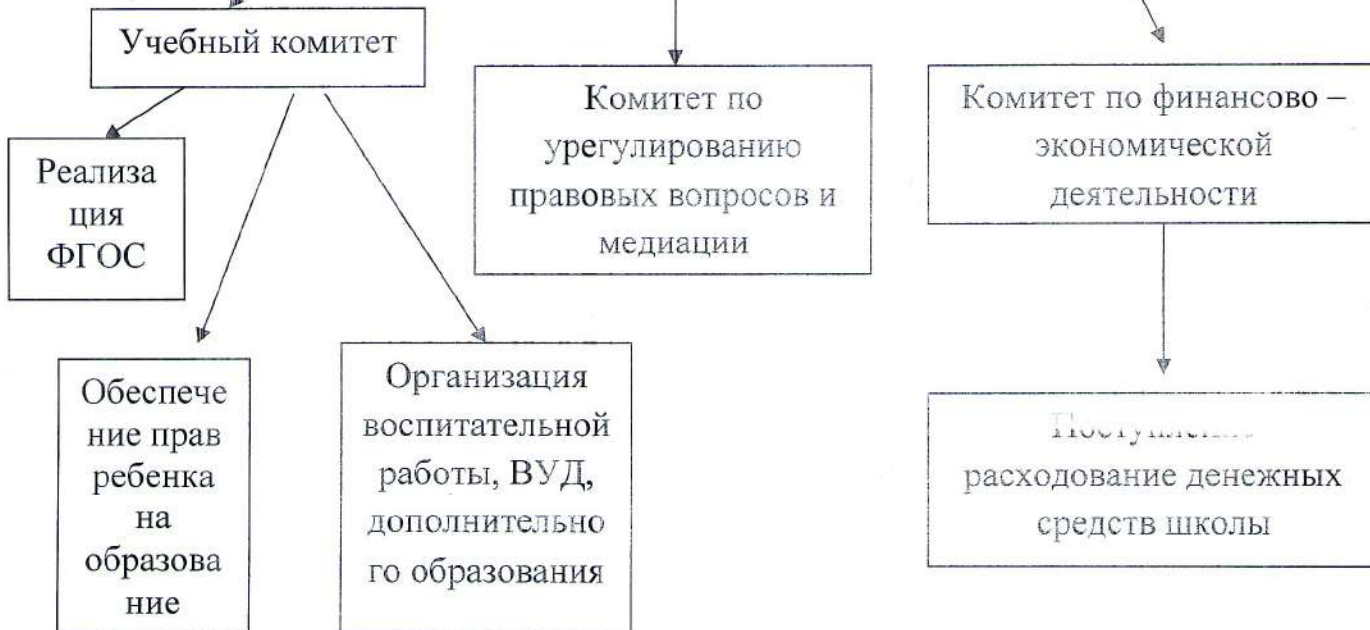 Учебный комитет
Комитет по
урегулированию
правовых вопросов и
медиации
Комитет по финансово –
экономической
деятельности
Реализа
ция
ФГОС
Обеспече
ние прав
ребенка
на
образова
ние
Организация
воспитательной
работы, ВУД,
дополнительно
го образования
расходование денежных
средств школы